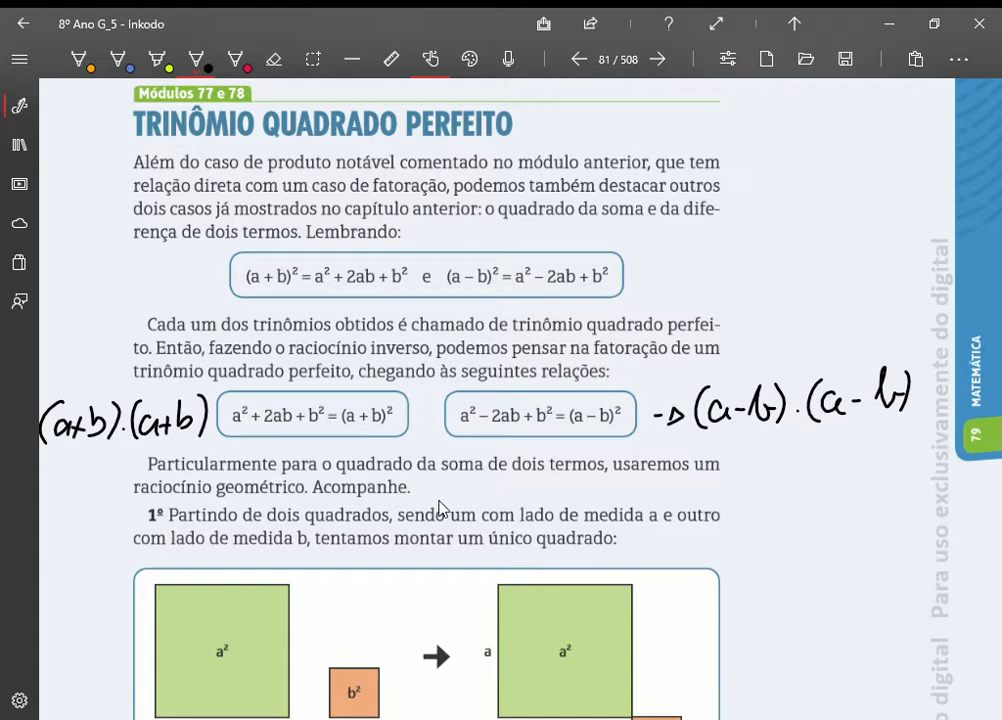 8º Ano G_5 - Inkodo
81 / 508
Módulos 77 e 78
TRINÔMIO QUADRADO PERFEITO
Além do caso de produto notável comentado no módulo anterior, que tem
relação direta com um caso de fatoração, podemos também destacar outros
dois casos já mostrados no capítulo anterior: o quadrado da soma e da dife-
rença de dois termos. Lembrando:
(a + b)² = a² + 2ab + b² e (a – b)² = a² – 2ab + b²
Cada um dos trinômios obtidos é chamado de trinômio quadrado perfei-
to. Então, fazendo o raciocínio inverso, podemos pensar na fatoração de um
trinômio quadrado perfeito, chegando às seguintes relações:
(a+b).(a+b) a² + 2ab + b² = (a + b)² a² – 2ab + b² = (a – b)² → (a-b).(a-b)
Particularmente para o quadrado da soma de dois termos, usaremos um
raciocínio geométrico. Acompanhe.
1º Partindo de dois quadrados, sendo um com lado de medida a e outro
com lado de medida b, tentamos montar um único quadrado:
a² b² a a²
MATEMÁTICA
79
Para uso exclusivamente do digital